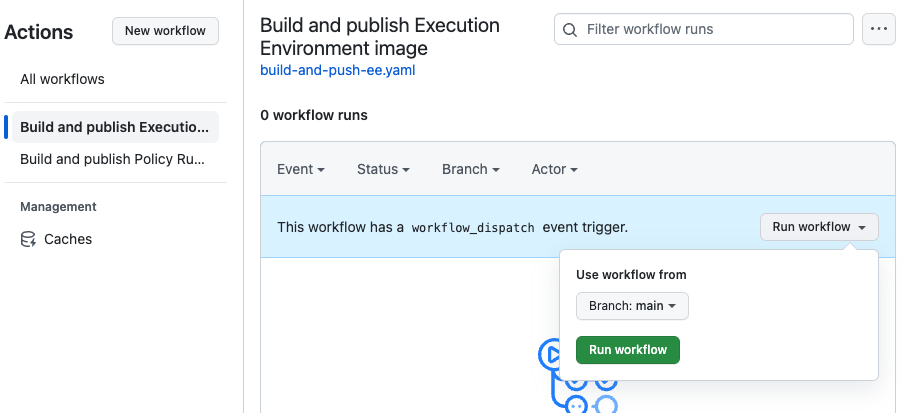 Actions
New workflow
All workflows
Build and publish Executio...
Build and publish Policy Ru...
Management
Caches
Build and publish Execution
Environment image
build-and-push-ee.yaml
Filter workflow runs
0 workflow runs
Event Status Branch Actor
This workflow has a workflow_dispatch event trigger.
Run workflow
Use workflow from
Branch: main
Run workflow